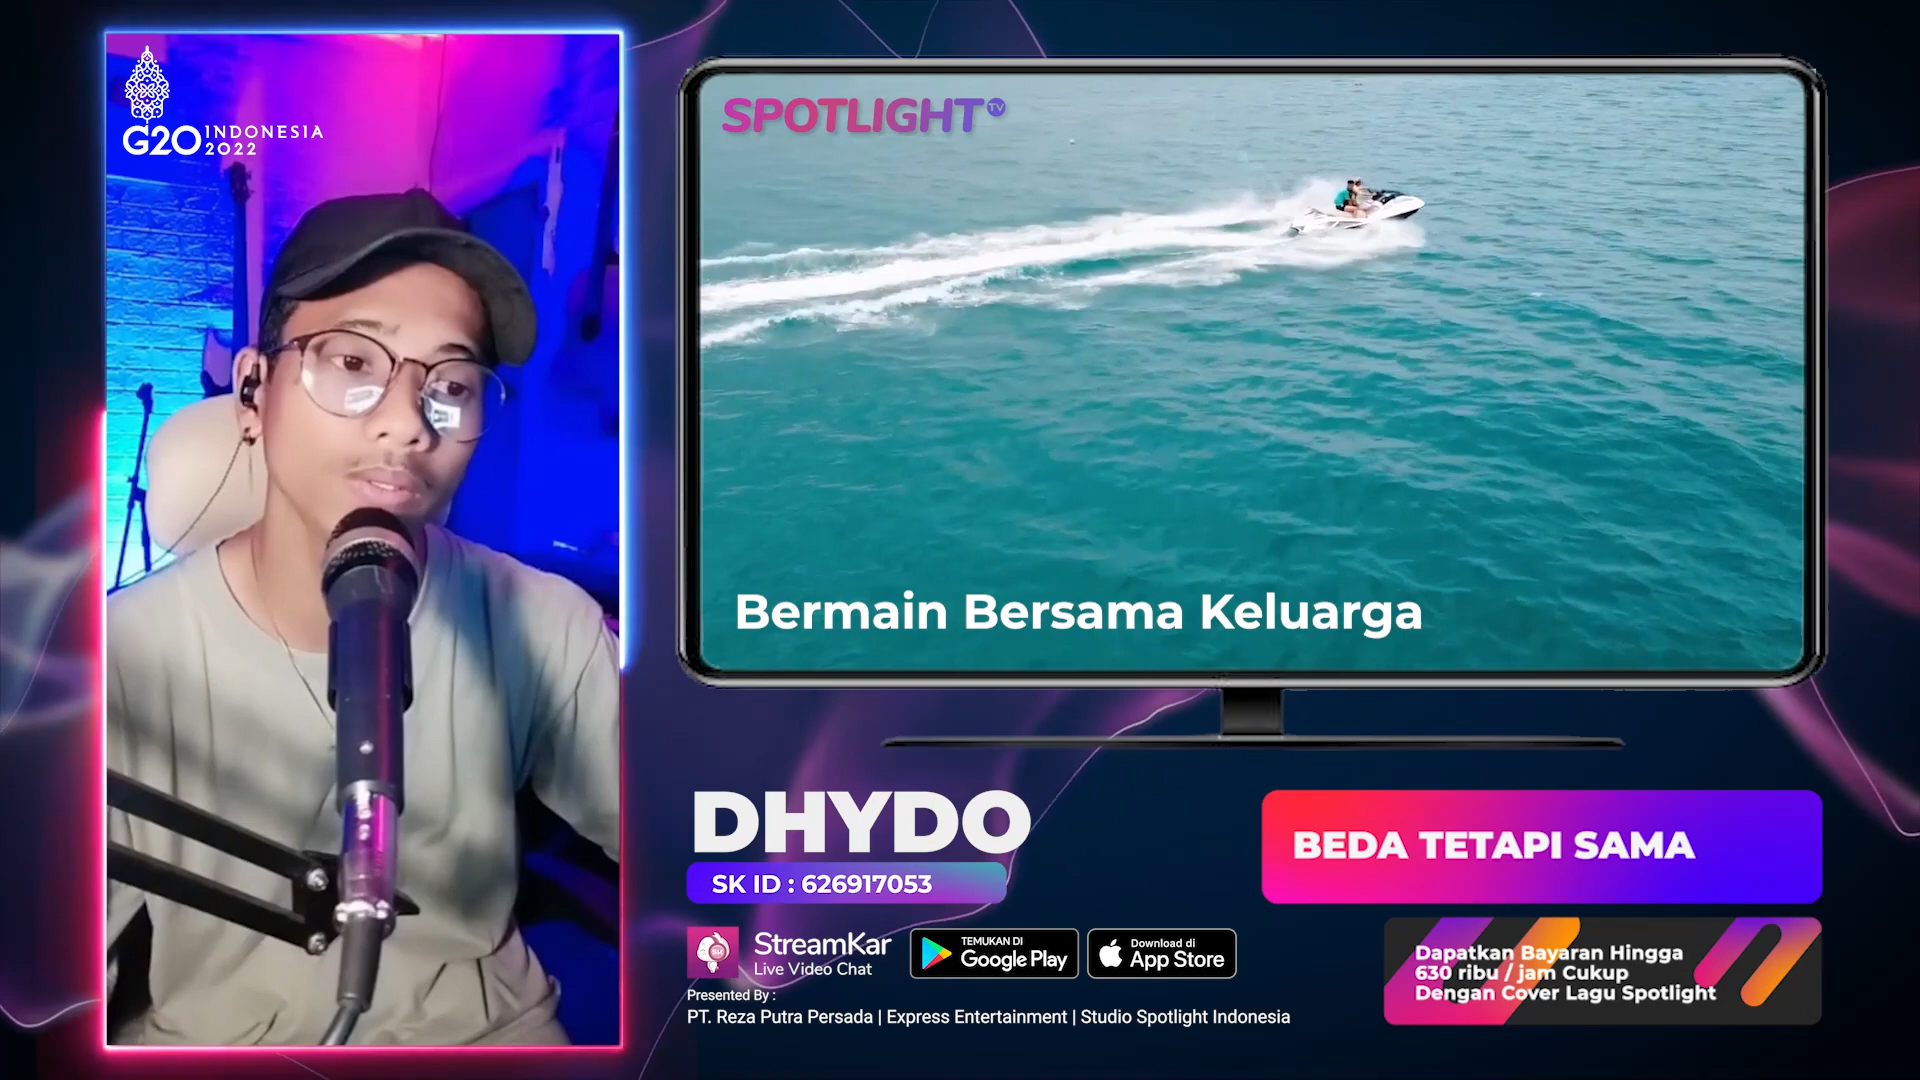 G20 INDONESIA
2022
SPOTLIGHT TV
Bermain Bersama Keluarga
DHYDO
SK ID : 626917053
BEDA TETAPI SAMA
SK
StreamKar
Live Video Chat
TEMUKAN DI
Google Play
Download di
App Store
Presented By :
PT. Reza Putra Persada | Express Entertainment | Studio Spotlight Indonesia
Dapatkan Bayaran Hingga
630 ribu / jam Cukup
Dengan Cover Lagu Spotlight